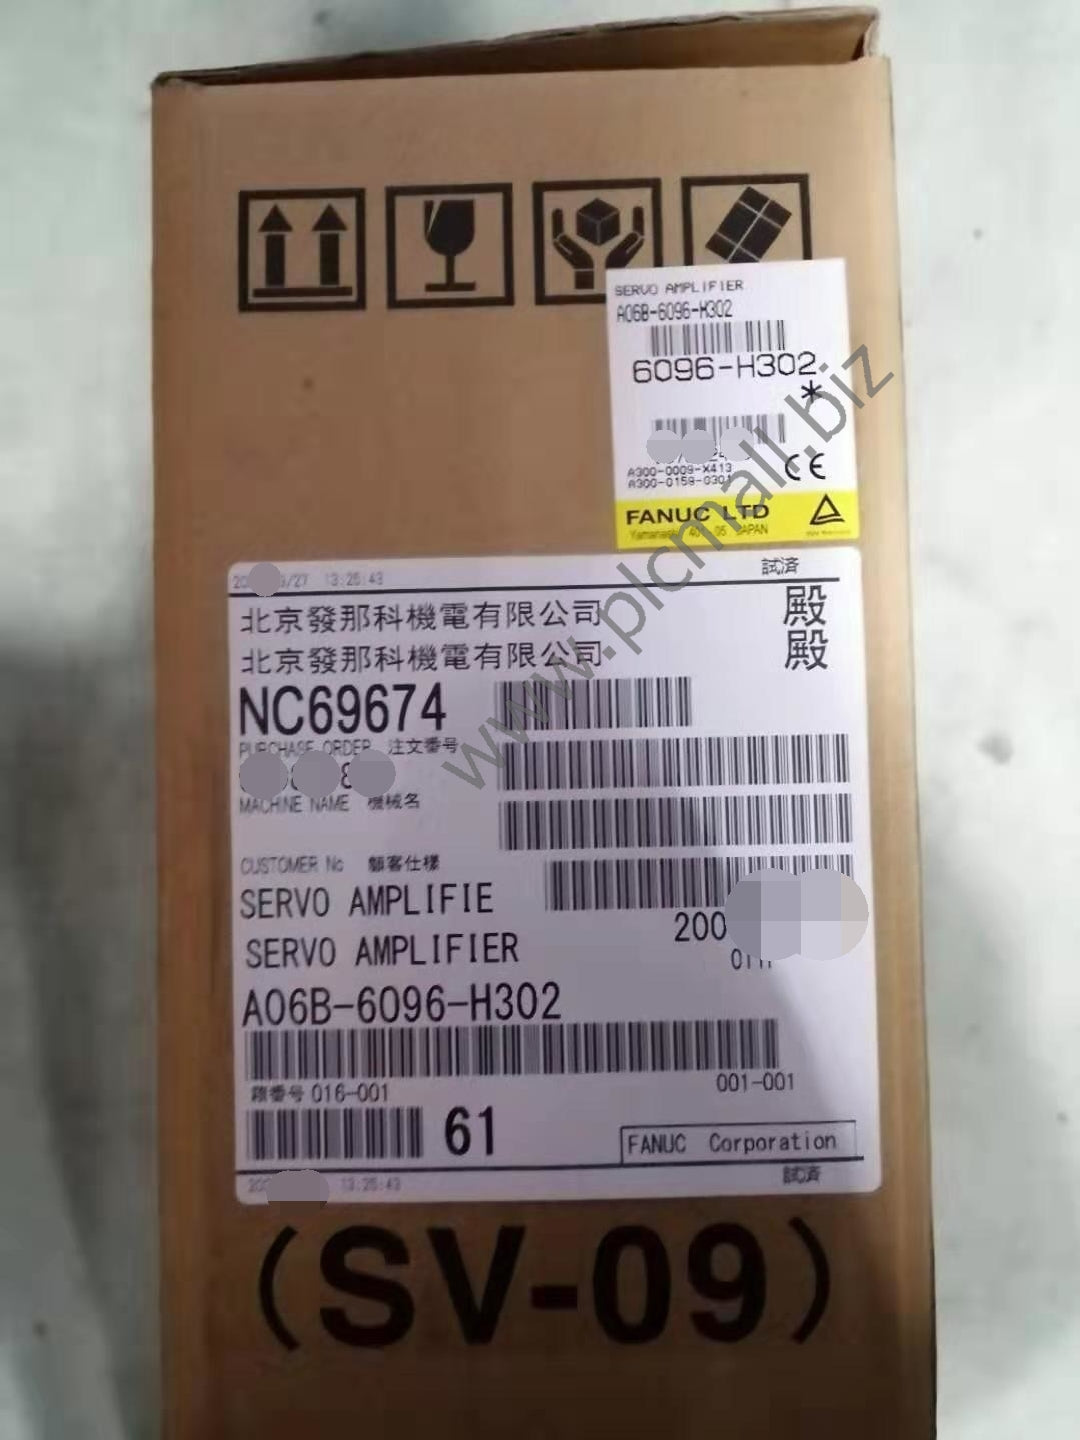 SERVO AMPLIFIER
A06B-6096-H302
6096-H302
*
A300-0009-X413
A300-0159-0301
CE
FANUC LTD
JAPAN
/27 13:25:43 試済
北京發那科機電有限公司 殿
北京發那科機電有限公司 殿
NC69674
PURCHASE ORDER 注文番号
MACHINE NAME 機械名
CUSTOMER No 顧客仕様
SERVO AMPLIFIE
200
SERVO AMPLIFIER
A06B-6096-H302
箱番号 016-001 001-001
61
FANUC Corporation
13:25:43 試済
(SV-09)
www.plcmall.biz